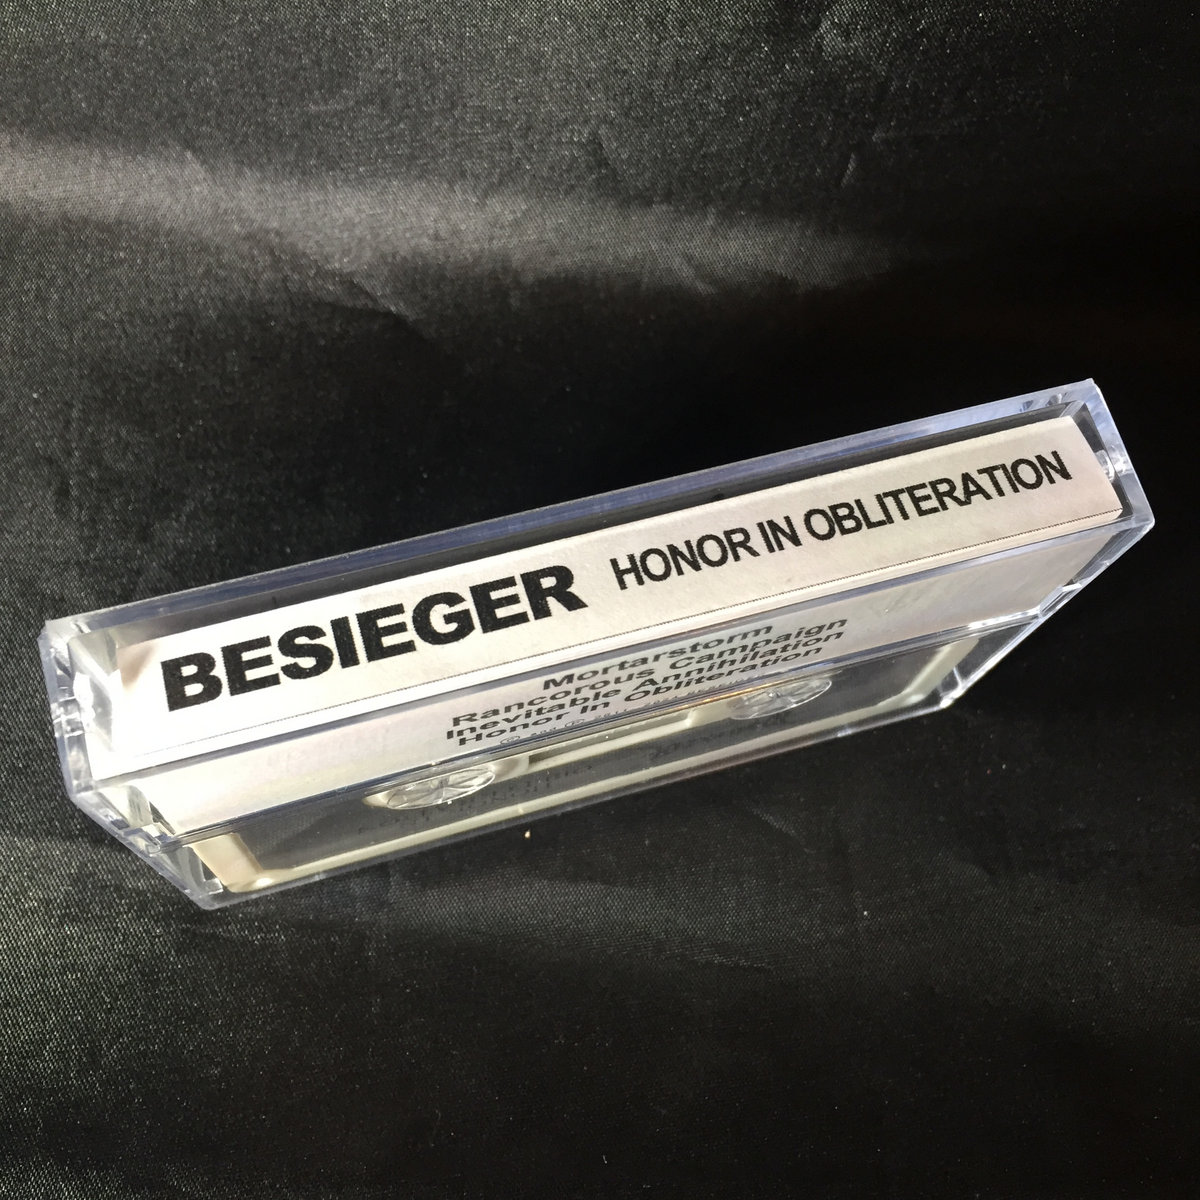 BESIEGER HONOR IN OBLITERATION
Mortarstorm
Rancorous Campaign
Inevitable Annihilation
Honor In Obliteration